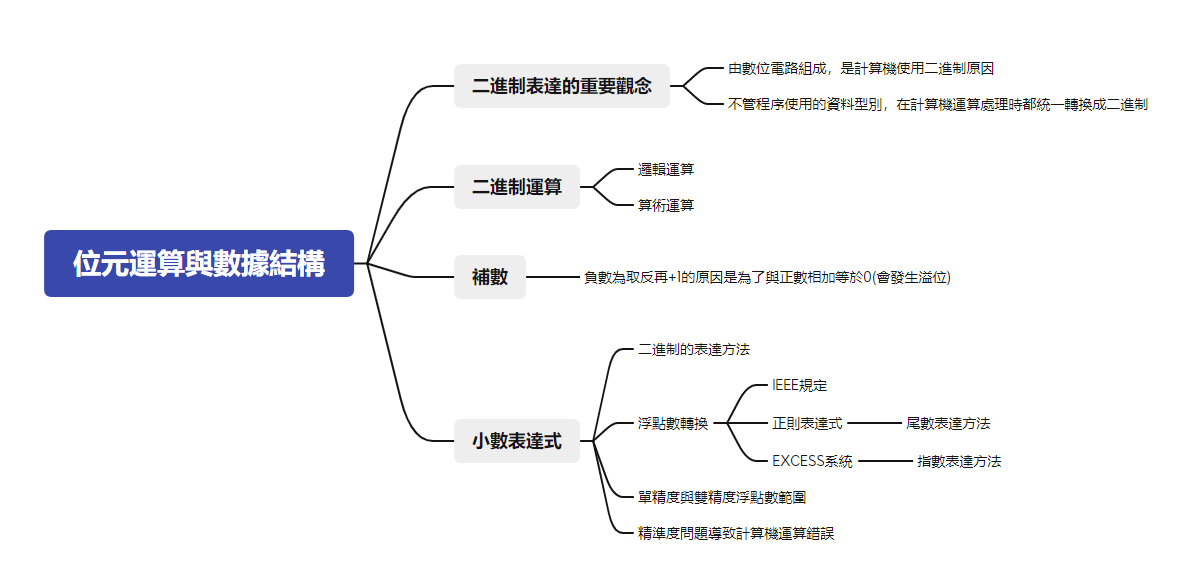 位元運算與數據結構
二進制表達的重要觀念
由數位電路組成，是計算機使用二進制原因
不管程序使用的資料型別，在計算機運算處理時都統一轉換成二進制
二進制運算
邏輯運算
算術運算
補數
負數為取反再+1的原因是為了與正數相加等於0(會發生溢位)
小數表達式
二進制的表達方法
浮點數轉換
IEEE規定
正則表達式
尾數表達方法
EXCESS系統
指數表達方法
單精度與雙精度浮點數範圍
精準度問題導致計算機運算錯誤